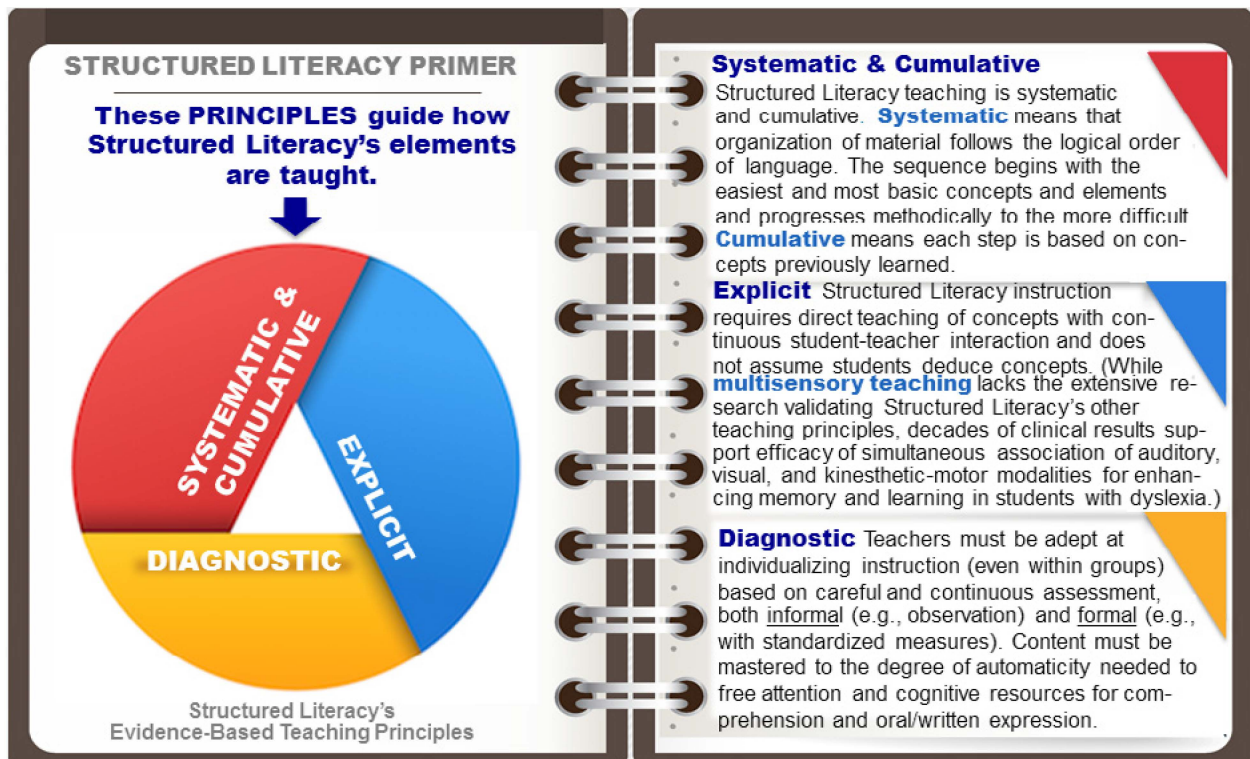 STRUCTURED LITERACY PRIMER
These PRINCIPLES guide how
Structured Literacy's elements
are taught.
SYSTEMATIC &
CUMULATIVE
EXPLICIT
DIAGNOSTIC
Structured Literacy's
Evidence-Based Teaching Principles
Systematic & Cumulative
Structured Literacy teaching is systematic
and cumulative. Systematic means that
organization of material follows the logical order
of language. The sequence begins with the
easiest and most basic concepts and elements
and progresses methodically to the more difficult
Cumulative means each step is based on con-
cepts previously learned.
Explicit Structured Literacy instruction
requires direct teaching of concepts with con-
tinuous student-teacher interaction and does
not assume students deduce concepts. (While
multisensory teaching lacks the extensive re-
search validating Structured Literacy's other
teaching principles, decades of clinical results sup-
port efficacy of simultaneous association of auditory,
visual, and kinesthetic-motor modalities for enhan-
cing memory and learning in students with dyslexia.)
Diagnostic Teachers must be adept at
individualizing instruction (even within groups)
based on careful and continuous assessment,
both informal (e.g., observation) and formal (e.g.,
with standardized measures). Content must be
mastered to the degree of automaticity needed to
free attention and cognitive resources for com-
prehension and oral/written expression.